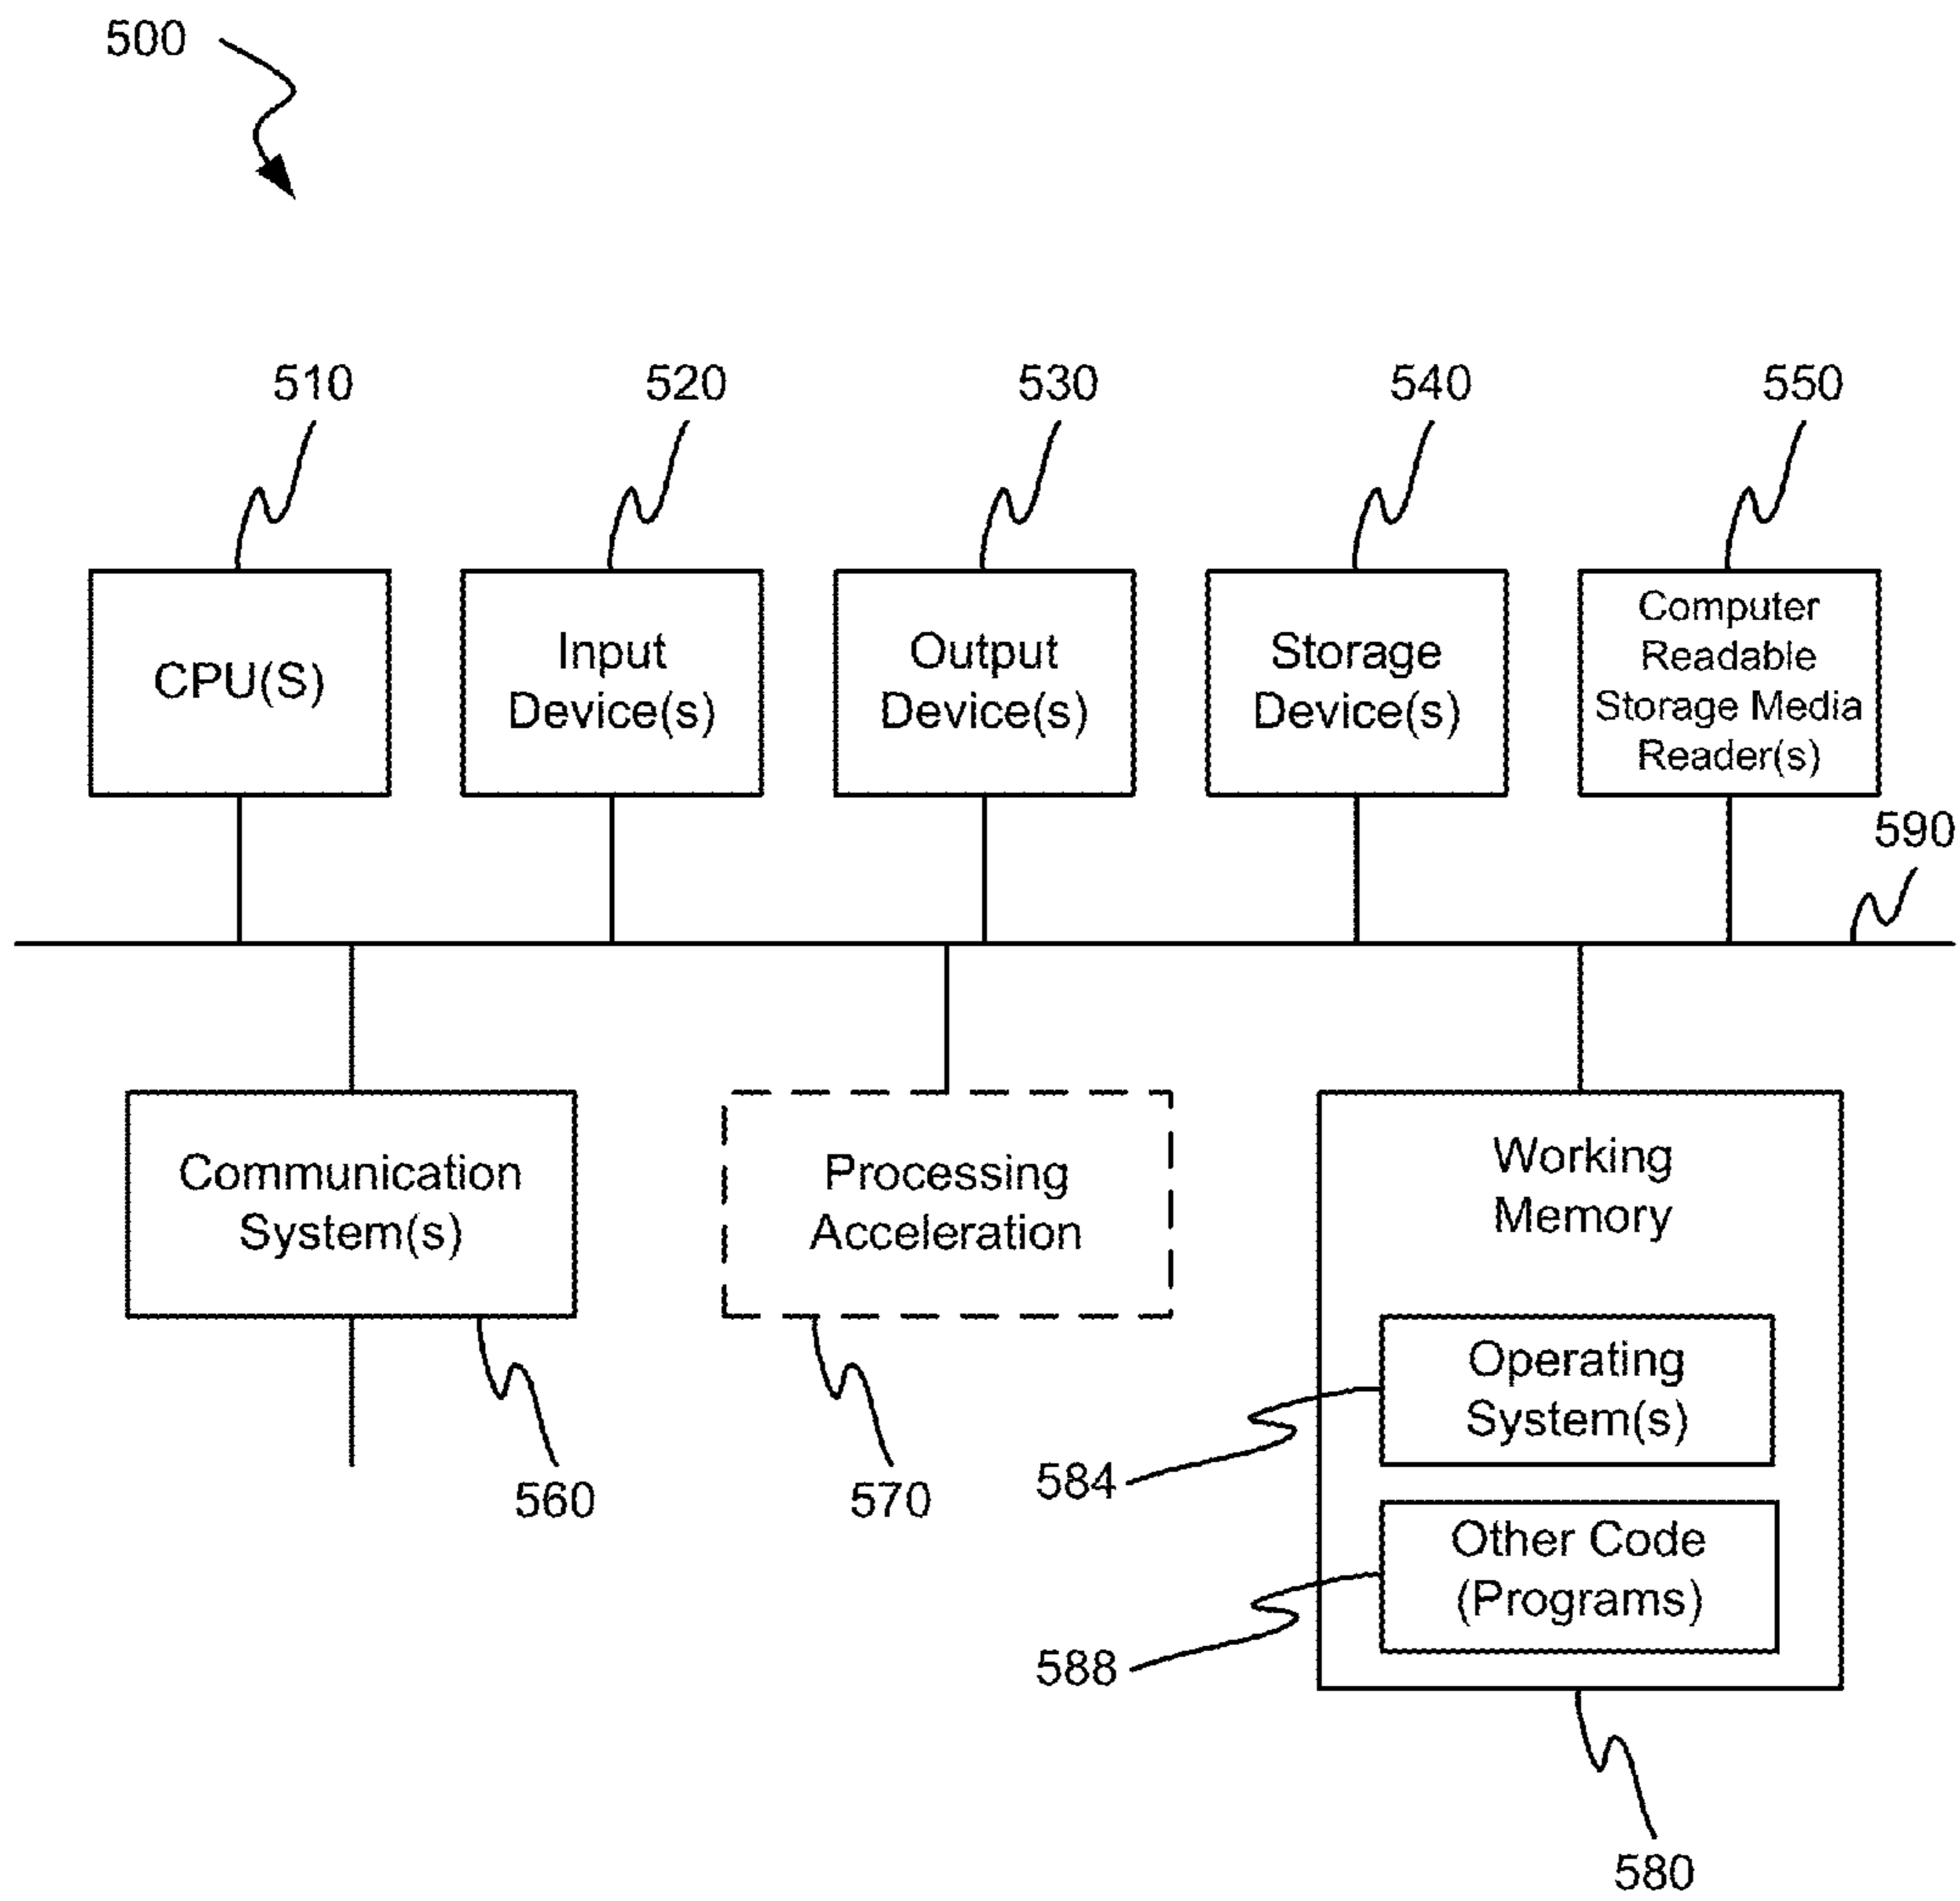 500
510
520
530
540
550
CPU(S)
Input
Device(s)
Output
Device(s)
Storage
Device(s)
Computer
Readable
Storage Media
Reader(s)
590
Communication
System(s)
Processing
Acceleration
Working
Memory
Operating
System(s)
584
560
570
Other Code
(Programs)
588
580